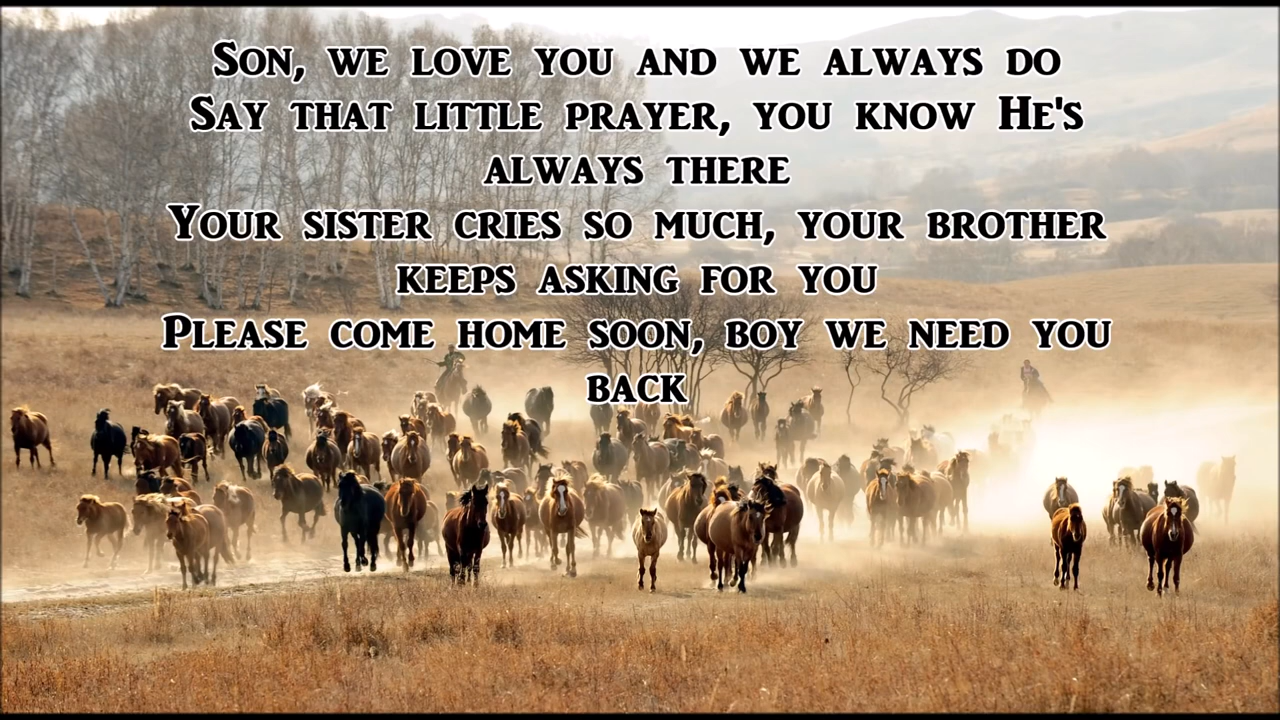 Son, we love you and we always do
Say that little prayer, you know He's
always there
Your sister cries so much, your brother
keeps asking for you
Please come home soon, boy we need you
back